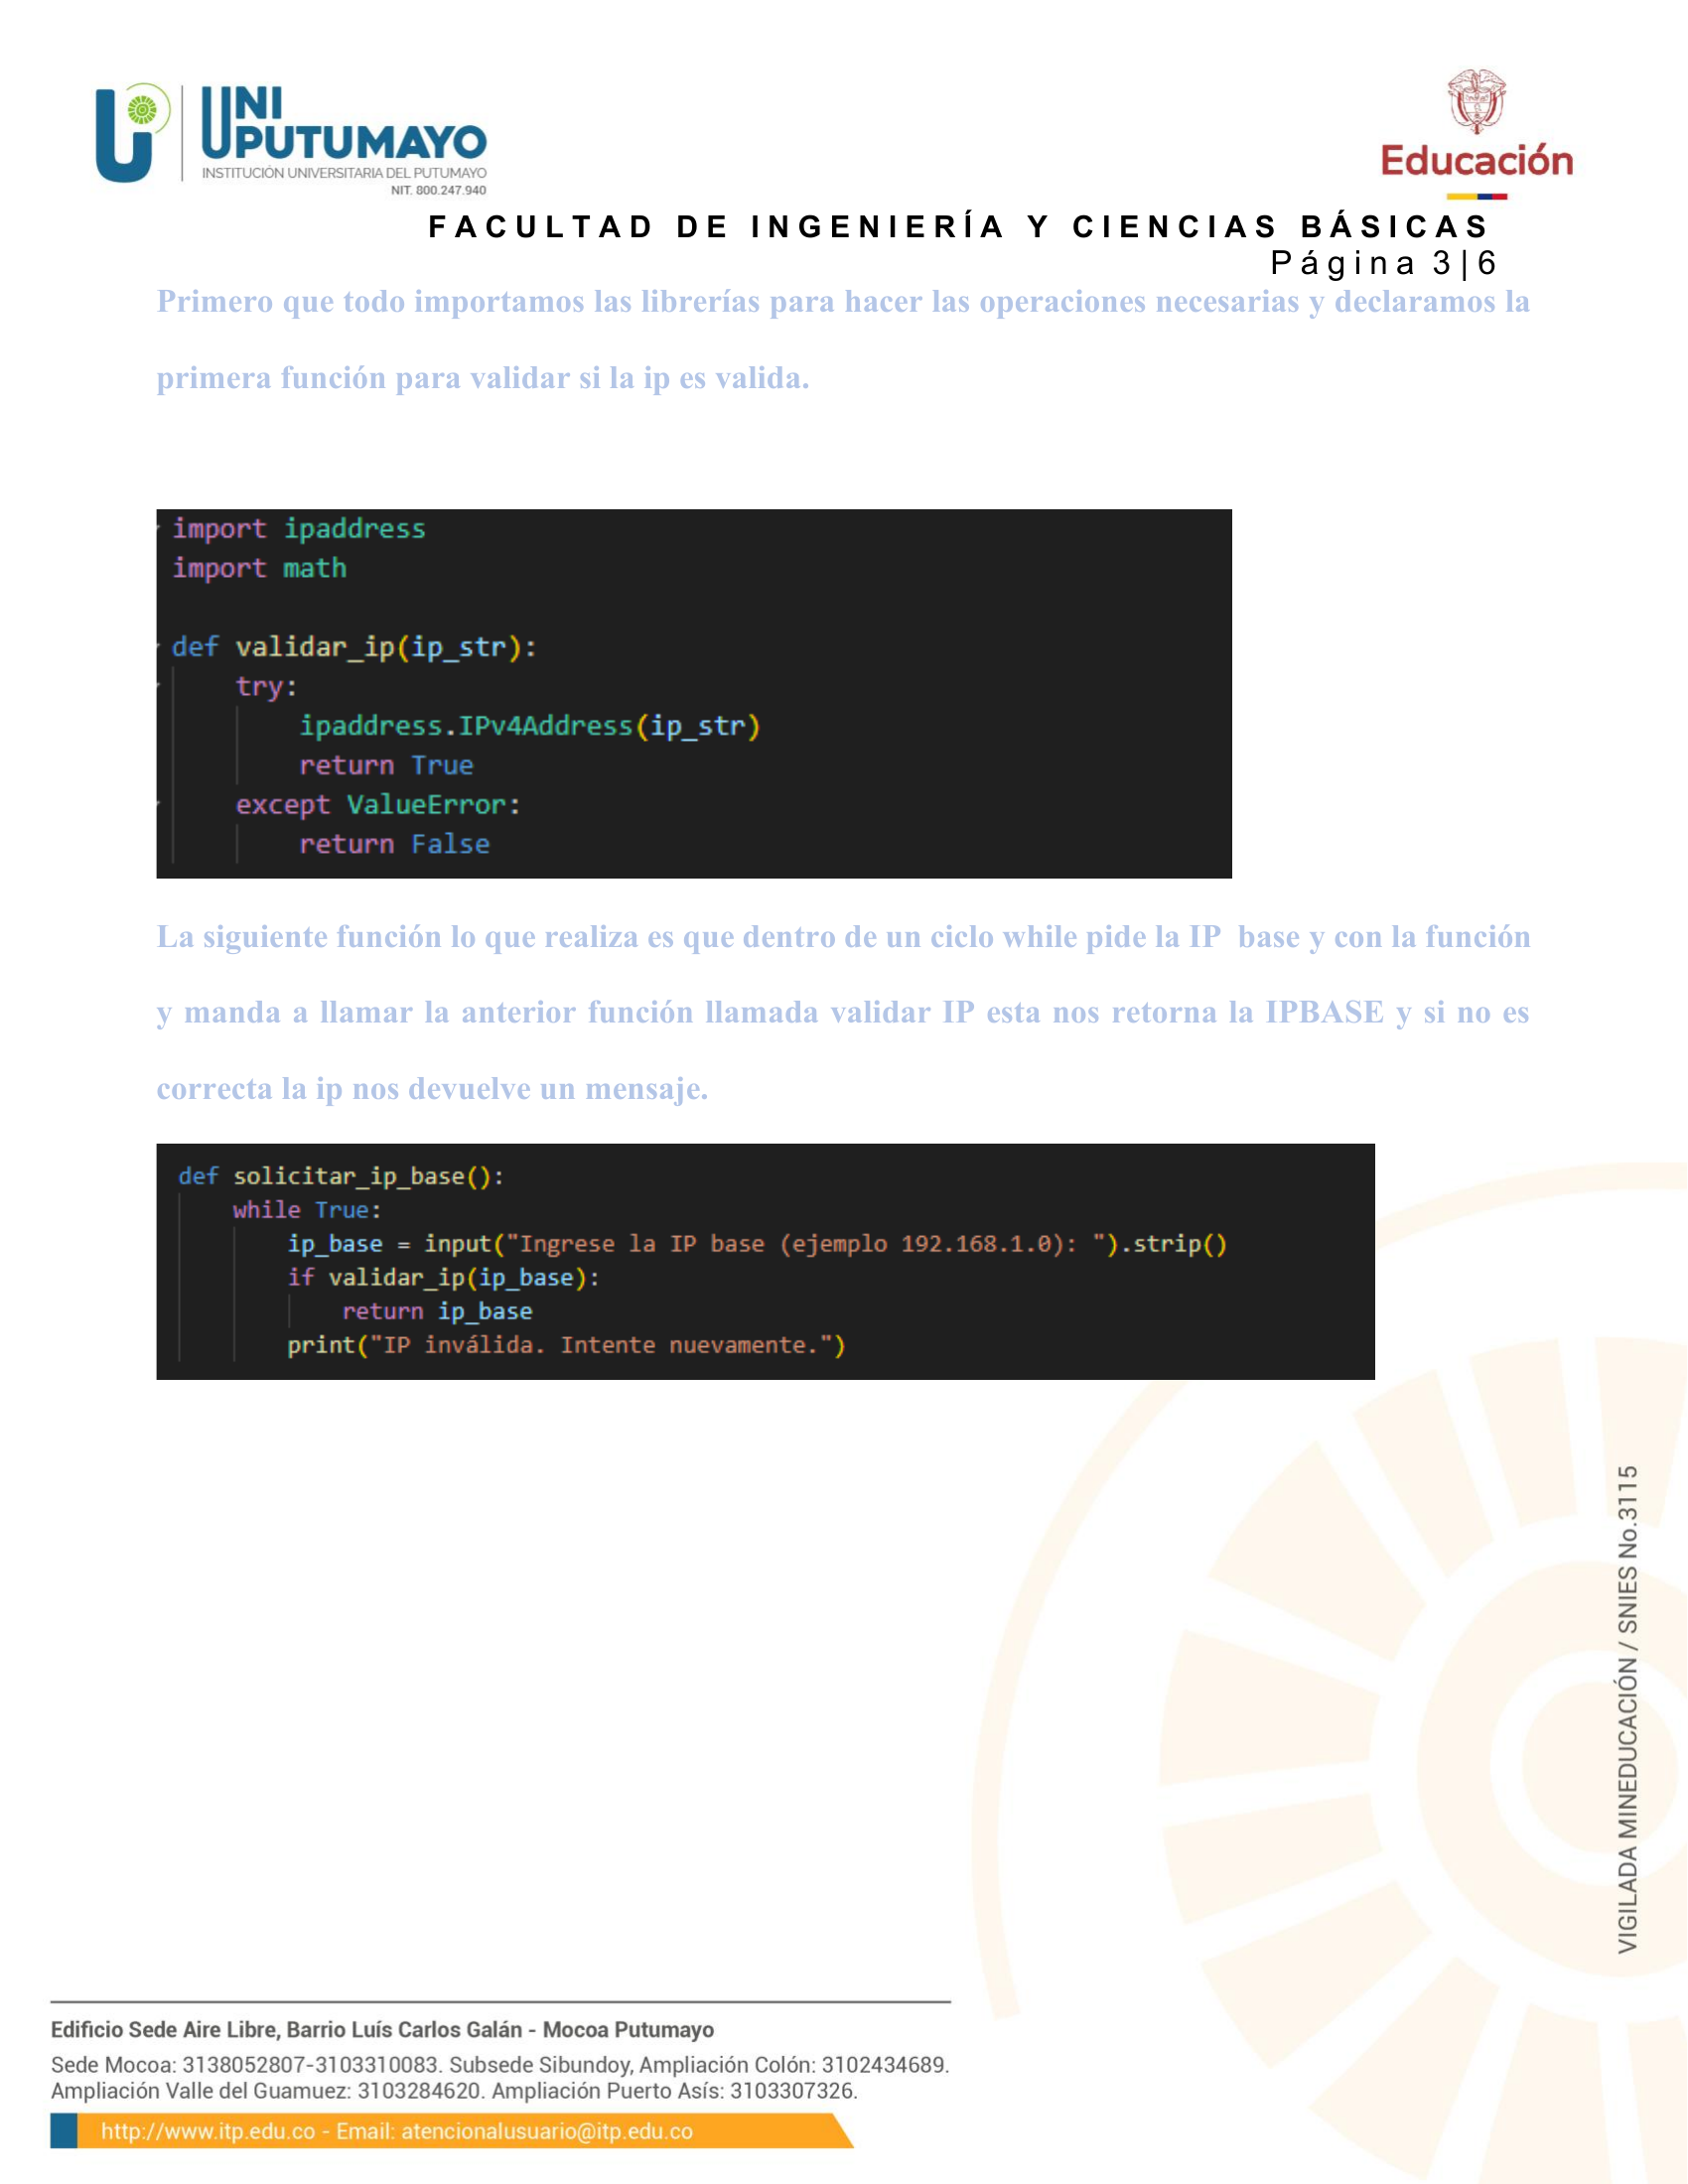 UNI
PUTUMAYO
INSTITUCIÓN UNIVERSITARIA DEL PUTUMAYO
NIT. 800.247.940
Educación
FACULTAD DE INGENIERÍA Y CIENCIAS BÁSICAS
Página 3|6
Primero que todo importamos las librerías para hacer las operaciones necesarias y declaramos la
primera función para validar si la ip es valida.
import ipaddress
import math
def validar_ip(ip_str):
    try:
        ipaddress.IPv4Address(ip_str)
        return True
    except ValueError:
        return False
La siguiente función lo que realiza es que dentro de un ciclo while pide la IP  base y con la función
y manda a llamar la anterior función llamada validar IP esta nos retorna la IPBASE y si no es
correcta la ip nos devuelve un mensaje.
def solicitar_ip_base():
    while True:
        ip_base = input("Ingrese la IP base (ejemplo 192.168.1.0): ").strip()
        if validar_ip(ip_base):
            return ip_base
        print("IP inválida. Intente nuevamente.")
VIGILADA MINEDUCACIÓN / SNIES No.3115
Edificio Sede Aire Libre, Barrio Luís Carlos Galán - Mocoa Putumayo
Sede Mocoa: 3138052807-3103310083. Subsede Sibundoy, Ampliación Colón: 3102434689.
Ampliación Valle del Guamuez: 3103284620. Ampliación Puerto Asís: 3103307326.
http://www.itp.edu.co - Email: atencionalusuario@itp.edu.co